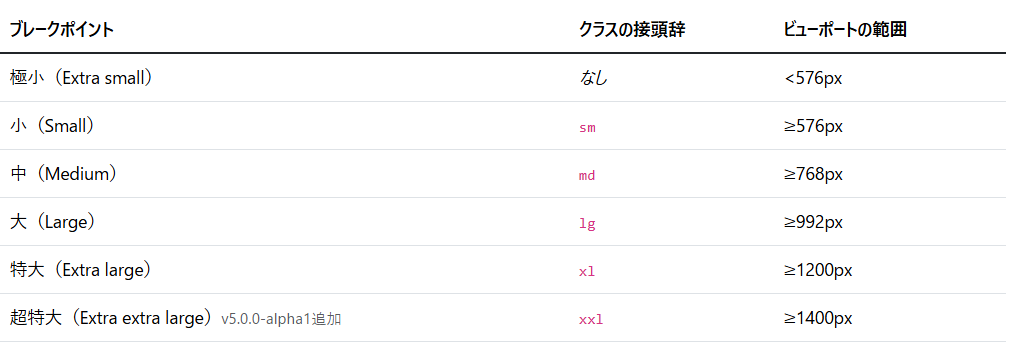 ブレークポイント クラスの接頭辞 ビューポートの範囲
極小（Extra small） なし <576px
小（Small） sm ≥576px
中（Medium） md ≥768px
大（Large） lg ≥992px
特大（Extra large） xl ≥1200px
超特大（Extra extra large）v5.0.0-alpha1追加 xxl ≥1400px